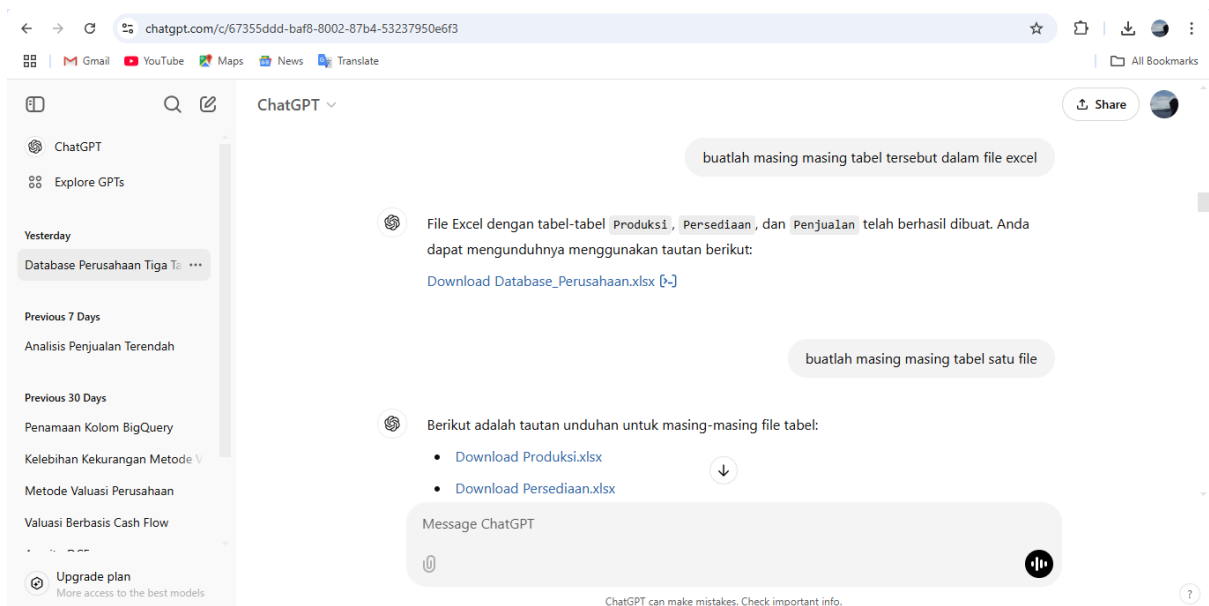 chatgpt.com/c/67355ddd-baf8-8002-87b4-53237950e6f3
Gmail
YouTube
Maps
News
Translate
All Bookmarks
ChatGPT
Share
ChatGPT
Explore GPTs
Yesterday
Database Perusahaan Tiga Ta
Previous 7 Days
Analisis Penjualan Terendah
Previous 30 Days
Penamaan Kolom BigQuery
Kelebihan Kekurangan Metode
Metode Valuasi Perusahaan
Valuasi Berbasis Cash Flow
Upgrade plan
More access to the best models
buatlah masing masing tabel tersebut dalam file excel
File Excel dengan tabel-tabel Produksi, Persediaan, dan Penjualan telah berhasil dibuat. Anda
dapat mengunduhnya menggunakan tautan berikut:
Download Database_Perusahaan.xlsx [>-]
buatlah masing masing tabel satu file
Berikut adalah tautan unduhan untuk masing-masing file tabel:
• Download Produksi.xlsx
• Download Persediaan.xlsx
Message ChatGPT
ChatGPT can make mistakes. Check important info.
?